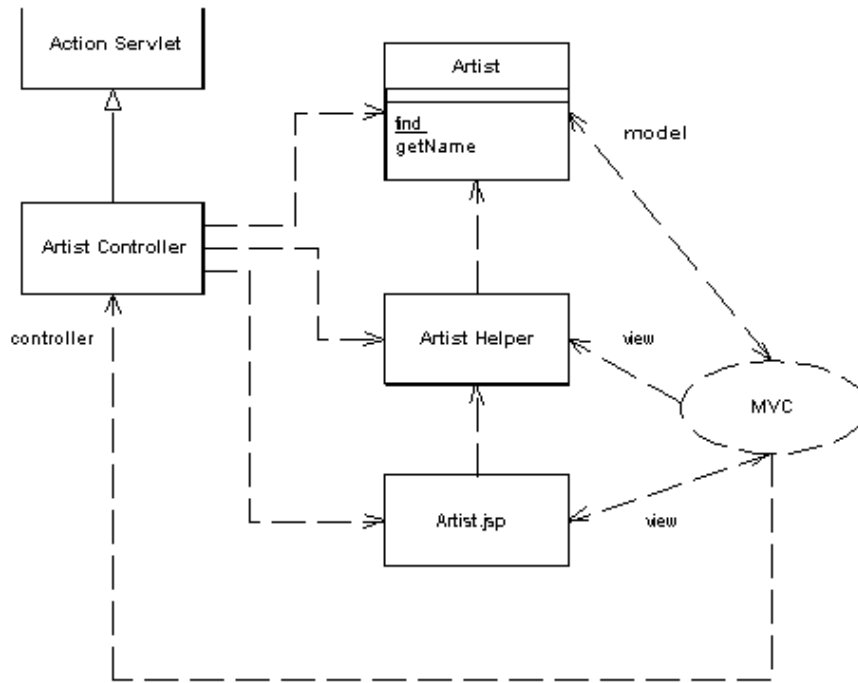 Action Servlet
Artist
find
getName
model
Artist Controller
controller
Artist Helper
view
MVC
Artist.jsp
view